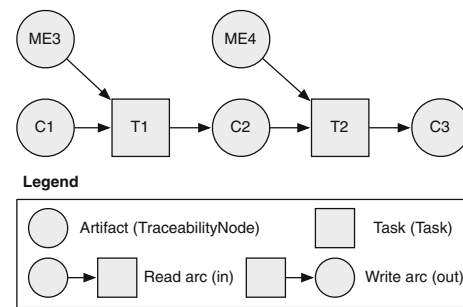 ME3
ME4
C1
T1
C2
T2
C3
Legend
Artifact (TraceabilityNode)
Task (Task)
Read arc (in)
Write arc (out)